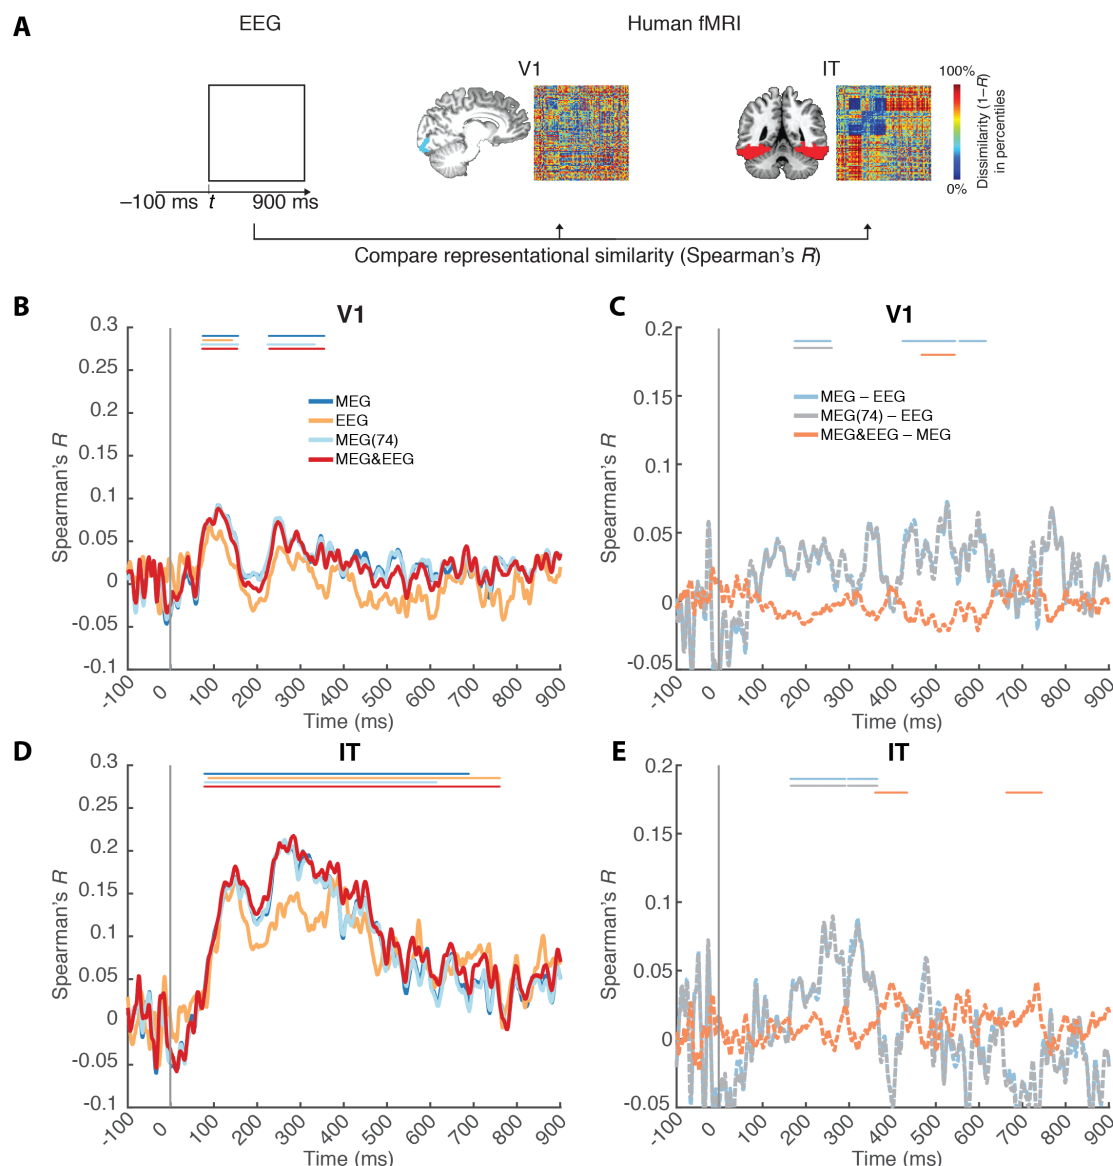 A
EEG
Human fMRI
V1
IT
100%
0%
Dissimilarity (1–R)
in percentiles
–100 ms
t
900 ms
Compare representational similarity (Spearman's R)
B
V1
0.3
0.25
0.2
0.15
0.1
0.05
0
-0.05
-0.1
Spearman's R
MEG
EEG
MEG(74)
MEG&EEG
-100 0 100 200 300 400 500 600 700 800 900
Time (ms)
C
V1
0.2
0.15
0.1
0.05
0
-0.05
Spearman's R
MEG – EEG
MEG(74) – EEG
MEG&EEG – MEG
-100 0 100 200 300 400 500 600 700 800 900
Time (ms)
D
IT
0.3
0.25
0.2
0.15
0.1
0.05
0
-0.05
-0.1
Spearman's R
-100 0 100 200 300 400 500 600 700 800 900
Time (ms)
E
IT
0.2
0.15
0.1
0.05
0
-0.05
Spearman's R
-100 0 100 200 300 400 500 600 700 800 900
Time (ms)